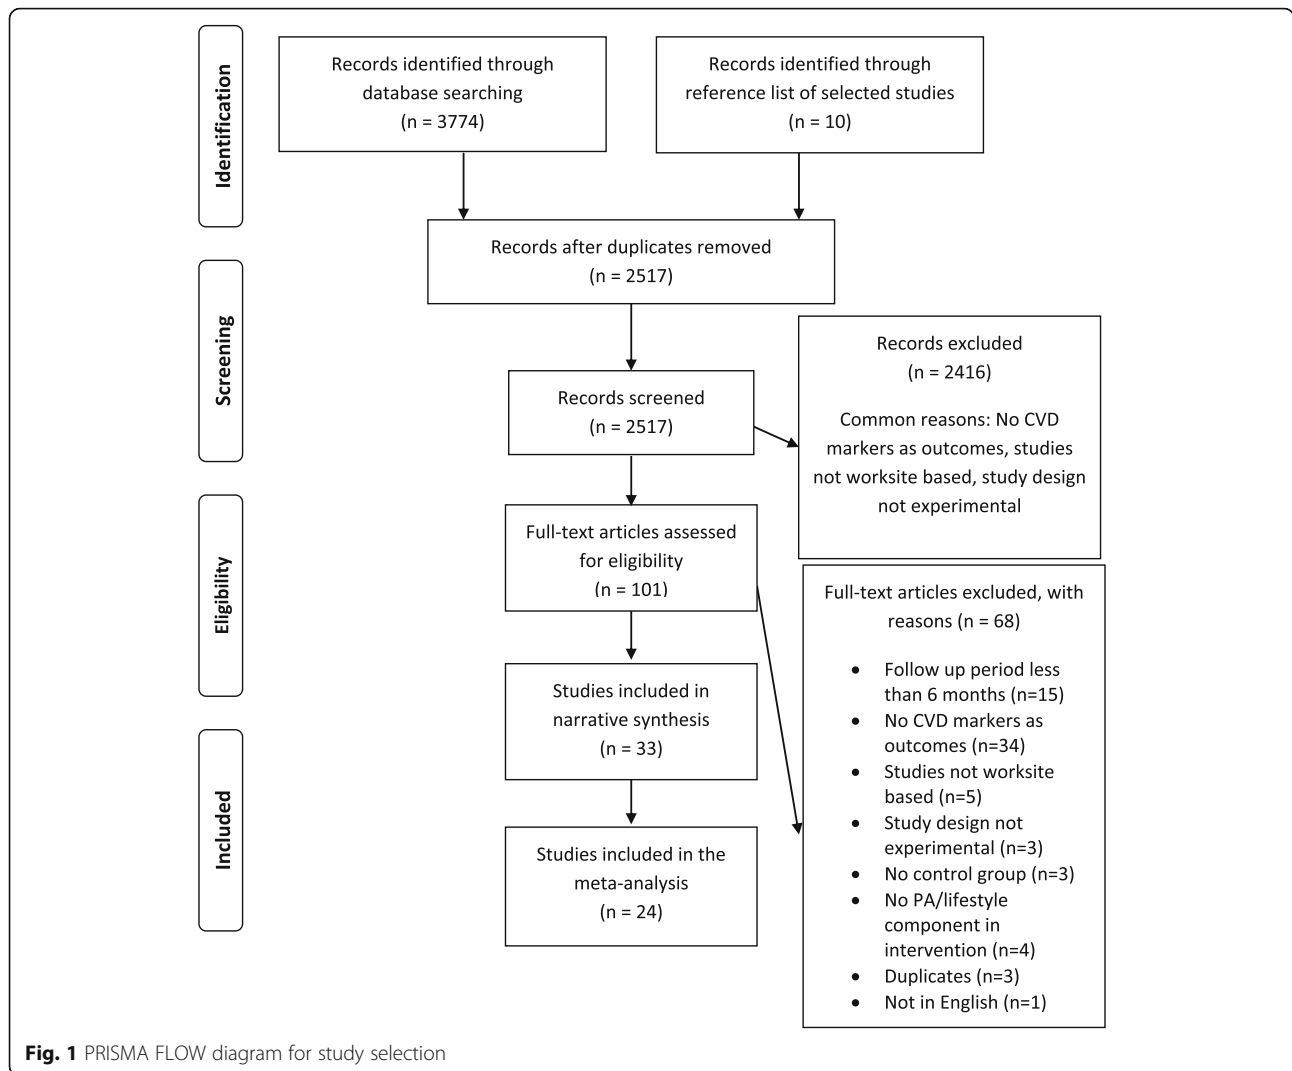 Identification
Records identified through
database searching
(n = 3774)
Records identified through
reference list of selected studies
(n = 10)
Records after duplicates removed
(n = 2517)
Screening
Records screened
(n = 2517)
Records excluded
(n = 2416)
Common reasons: No CVD
markers as outcomes, studies
not worksite based, study design
not experimental
Eligibility
Full-text articles assessed
for eligibility
(n = 101)
Full-text articles excluded, with
reasons (n = 68)
• Follow up period less
than 6 months (n=15)
• No CVD markers as
outcomes (n=34)
• Studies not worksite
based (n=5)
• Study design not
experimental (n=3)
• No control group (n=3)
• No PA/lifestyle
component in
intervention (n=4)
• Duplicates (n=3)
• Not in English (n=1)
Studies included in
narrative synthesis
(n = 33)
Included
Studies included in the
meta-analysis
(n = 24)
Fig. 1 PRISMA FLOW diagram for study selection